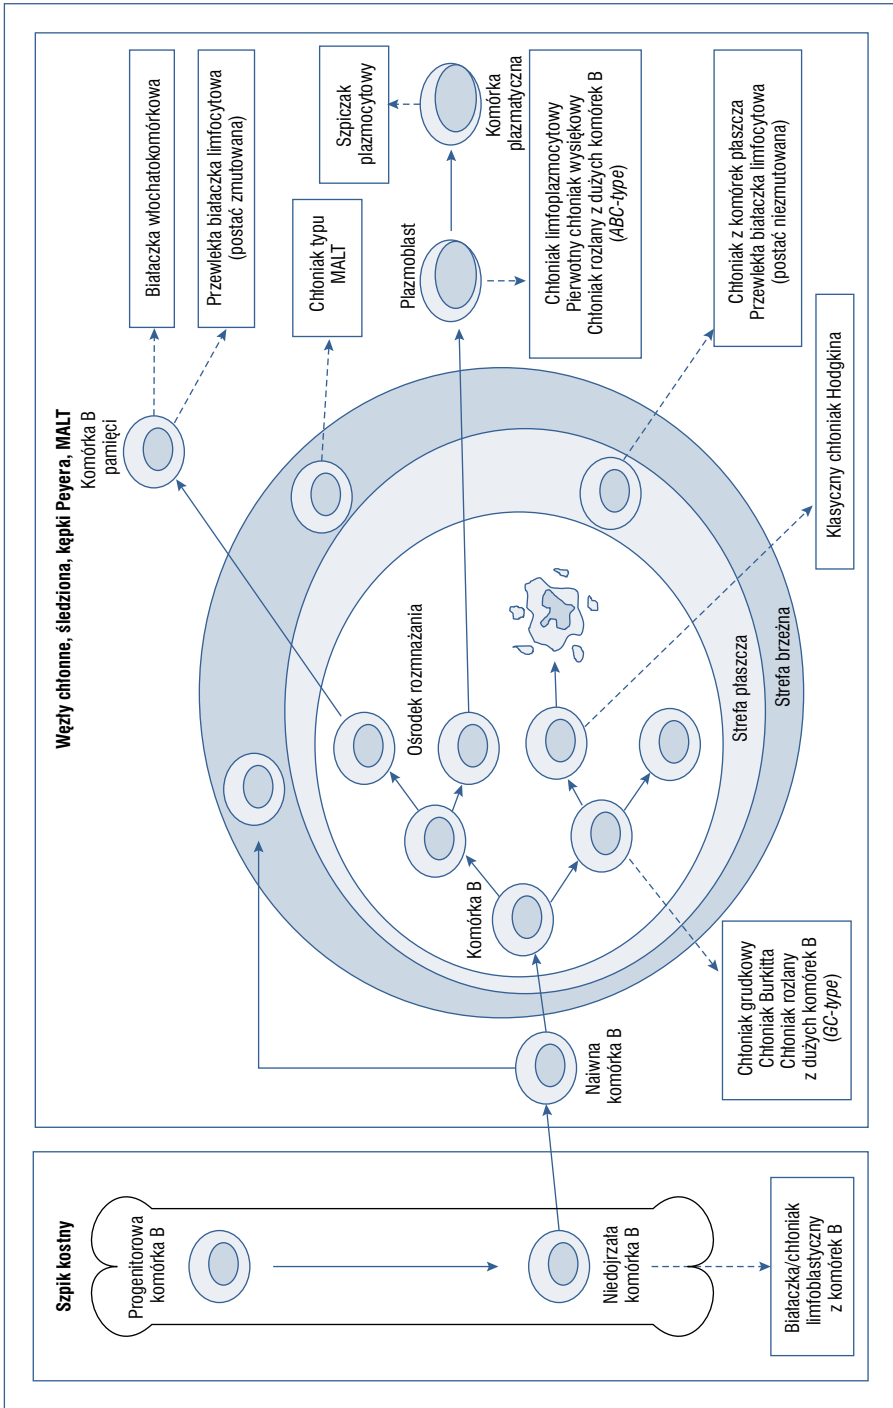 Szpik kostny
Progenitorowa
komórka B
Niedojrzała
komórka B
Białaczka/chłoniak
limfoblastyczny
z komórek B
Węzły chłonne, śledziona, kępki Peyera, MALT
Naiwna
komórka B
Komórka B
Ośrodek rozmnażania
Strefa płaszcza
Strefa brzeżna
Chłoniak grudkowy
Chłoniak Burkitta
Chłoniak rozlany
z dużych komórek B
(GC-type)
Komórka B
pamięci
Białaczka włochatokomórkowa
Przewlekła białaczka limfocytowa
(postać zmutowana)
Chłoniak typu
MALT
Szpiczak
plazmocytowy
Plazmoblast
Komórka
plazmatyczna
Chłoniak limfoplazmocytowy
Pierwotny chłoniak wysiękowy
Chłoniak rozlany z dużych komórek B
(ABC-type)
Chłoniak z komórek płaszcza
Przewlekła białaczka limfocytowa
(postać niezmutowana)
Klasyczny chłoniak Hodgkina